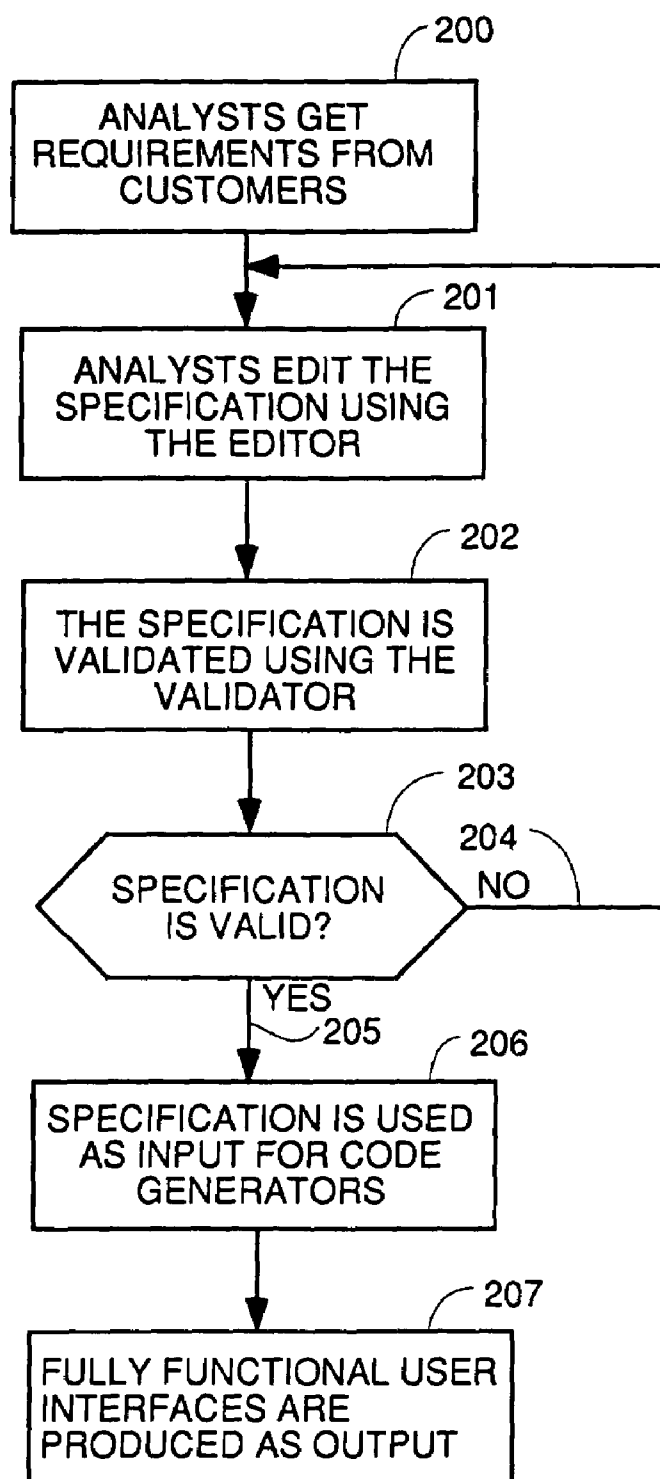 200
ANALYSTS GET
REQUIREMENTS FROM
CUSTOMERS
201
ANALYSTS EDIT THE
SPECIFICATION USING
THE EDITOR
202
THE SPECIFICATION IS
VALIDATED USING THE
VALIDATOR
203
204
SPECIFICATION
IS VALID?
NO
YES
205
206
SPECIFICATION IS USED
AS INPUT FOR CODE
GENERATORS
207
FULLY FUNCTIONAL USER
INTERFACES ARE
PRODUCED AS OUTPUT